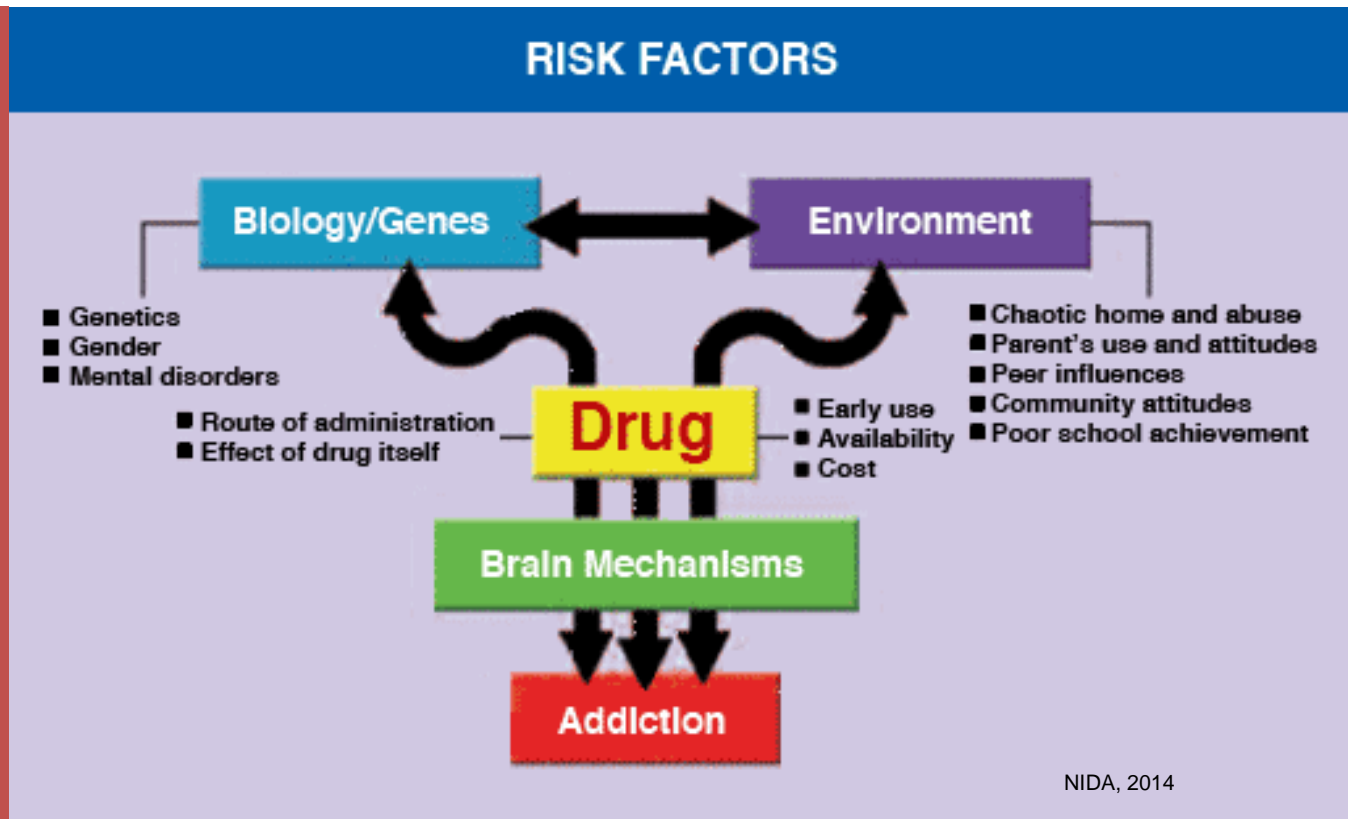 RISK FACTORS
Biology/Genes
Environment
■ Genetics
■ Gender
■ Mental disorders
■ Chaotic home and abuse
■ Parent's use and attitudes
■ Peer influences
■ Community attitudes
■ Poor school achievement
■ Route of administration
■ Effect of drug itself
Drug
■ Early use
■ Availability
■ Cost
Brain Mechanisms
Addiction
NIDA, 2014